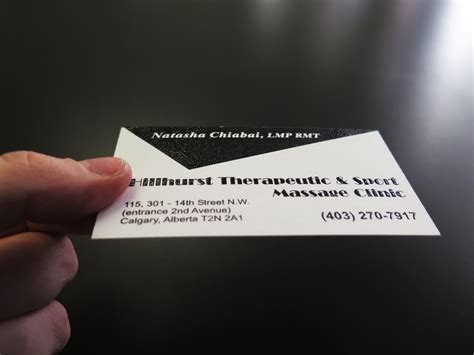 Natasha Chiabai, LMP RMT
Hillhurst Therapeutic & Sport
Massage Clinic
115, 301 - 14th Street N.W.
(entrance 2nd Avenue)
Calgary, Alberta T2N 2A1
(403) 270-7917